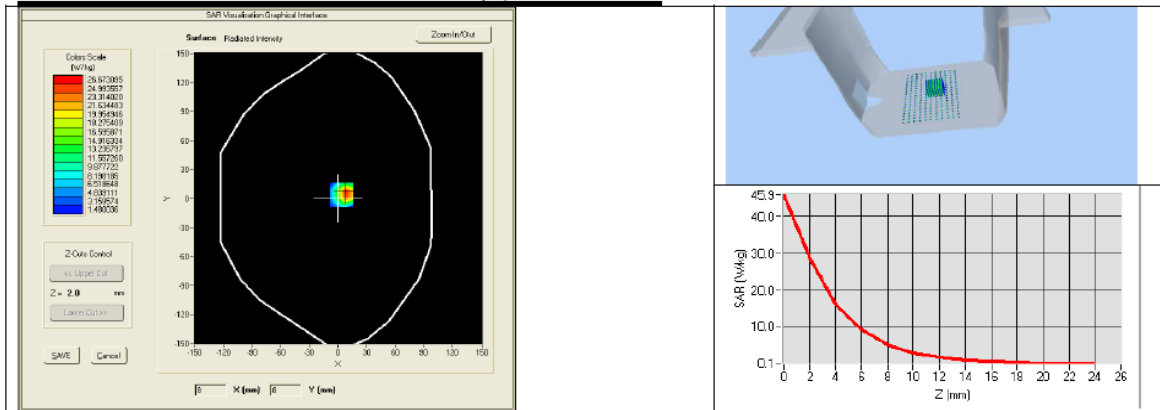 SAR Visualisation Graphical Interface
Surface Radiated Intensity
Zoom In/Out
Colors Scale
(W/kg)
26.673095
24.993557
23.314020
21.634483
19.954946
18.275409
16.595871
14.916334
13.236797
11.557260
9.877722
8.198185
6.518648
4.839111
3.159574
1.480036
150-
120-
90-
60-
30-
0-
-30-
-60-
-90-
-120-
-150-
Y
-150 -120 -90 -60 -30 0 30 60 90 120 150
X
Z-Cuts Control
<< Upper Cut
Z = 2.0 mm
Lower Cut >>
SAVE Cancel
8 X (mm) 8 Y (mm)
45.9-
40.0-
30.0-
20.0-
10.0-
0.1-
SAR (W/kg)
0 2 4 6 8 10 12 14 16 18 20 22 24 26
Z (mm)